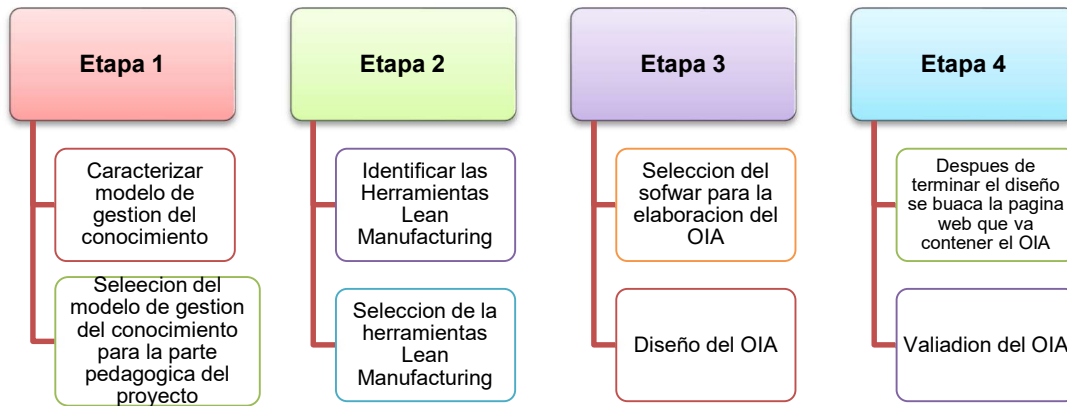 Etapa 1
Caracterizar
modelo de
gestion del
conocimiento
Seleecion del
modelo de gestion
del conocimiento
para la parte
pedagogica del
proyecto
Etapa 2
Identificar las
Herramientas
Lean
Manufacturing
Seleccion de la
herramientas
Lean
Manufacturing
Etapa 3
Seleccion del
sofwar para la
elaboracion del
OIA
Diseño del OIA
Etapa 4
Despues de
terminar el diseño
se buaca la pagina
web que va
contener el OIA
Valiadion del OIA